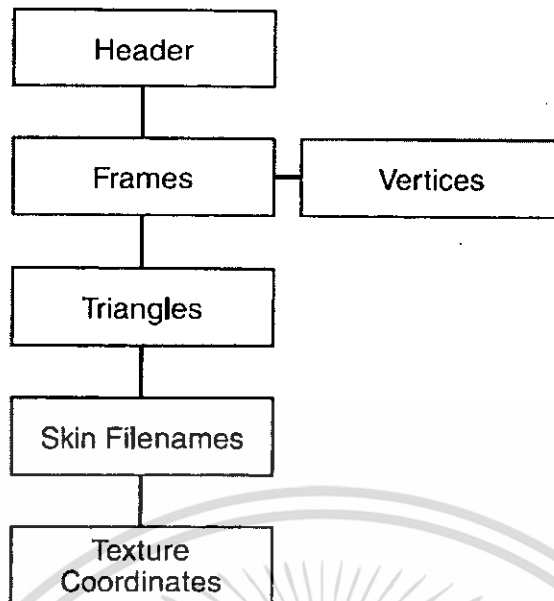 Header
Frames
Vertices
Triangles
Skin Filenames
Texture
Coordinates